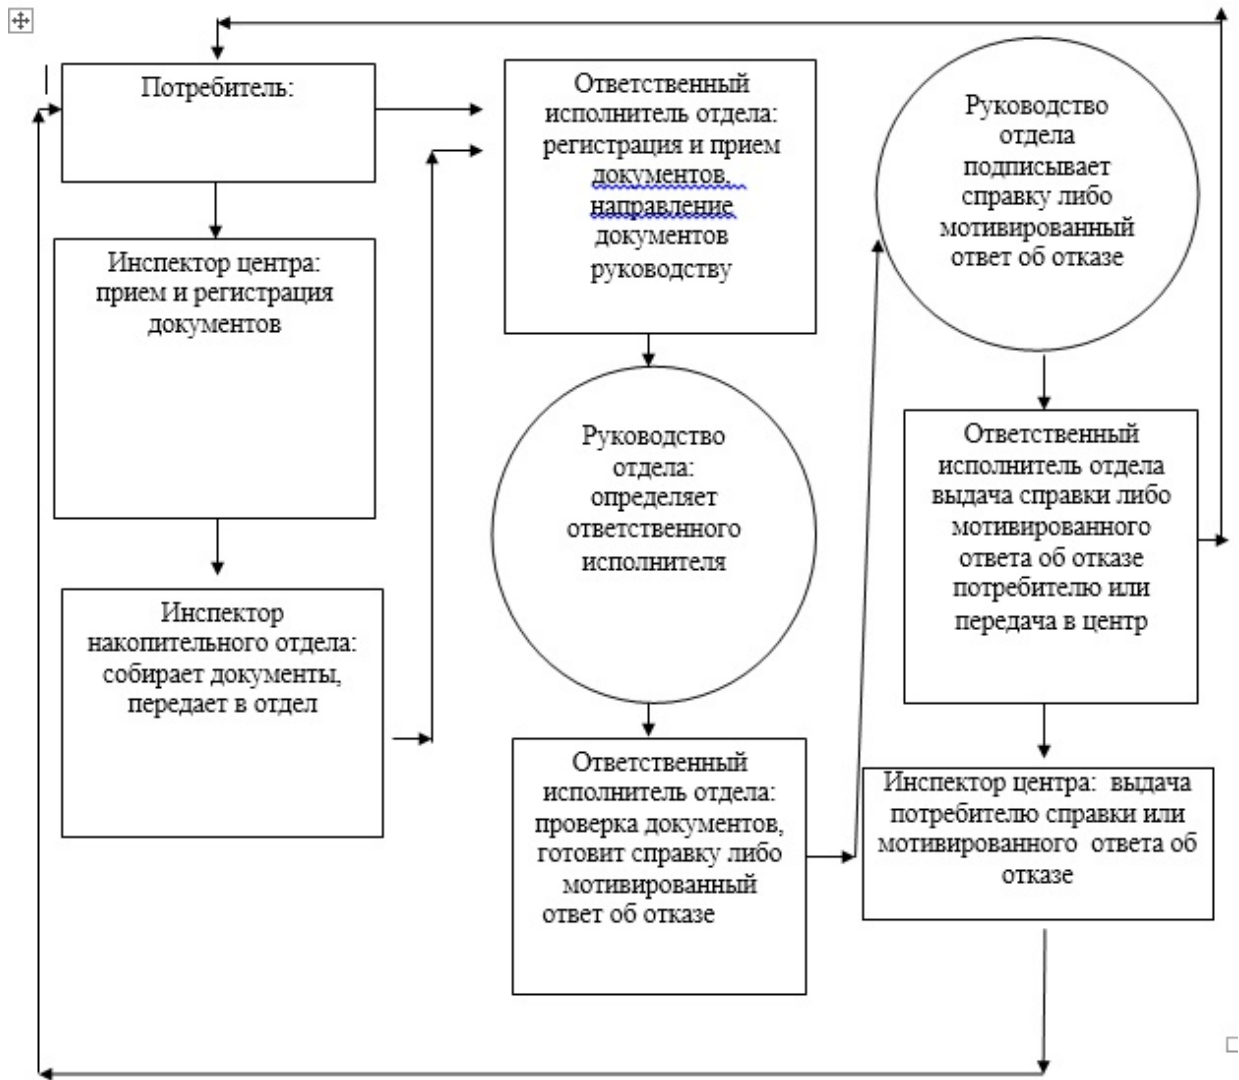 Потребитель:
Инспектор центра:
прием и регистрация
документов
Инспектор
накопительного отдела:
собирает документы,
передает в отдел
Ответственный
исполнитель отдела:
регистрация и прием
документов,
направление
документов
руководству
Руководство
отдела:
определяет
ответственного
исполнителя
Ответственный
исполнитель отдела:
проверка документов,
готовит справку либо
мотивированный
ответ об отказе
Руководство
отдела
подписывает
справку либо
мотивированный
ответ об отказе
Ответственный
исполнитель отдела
выдача справки либо
мотивированного
ответа об отказе
потребителю или
передача в центр
Инспектор центра:  выдача
потребителю справки или
мотивированного  ответа об
отказе